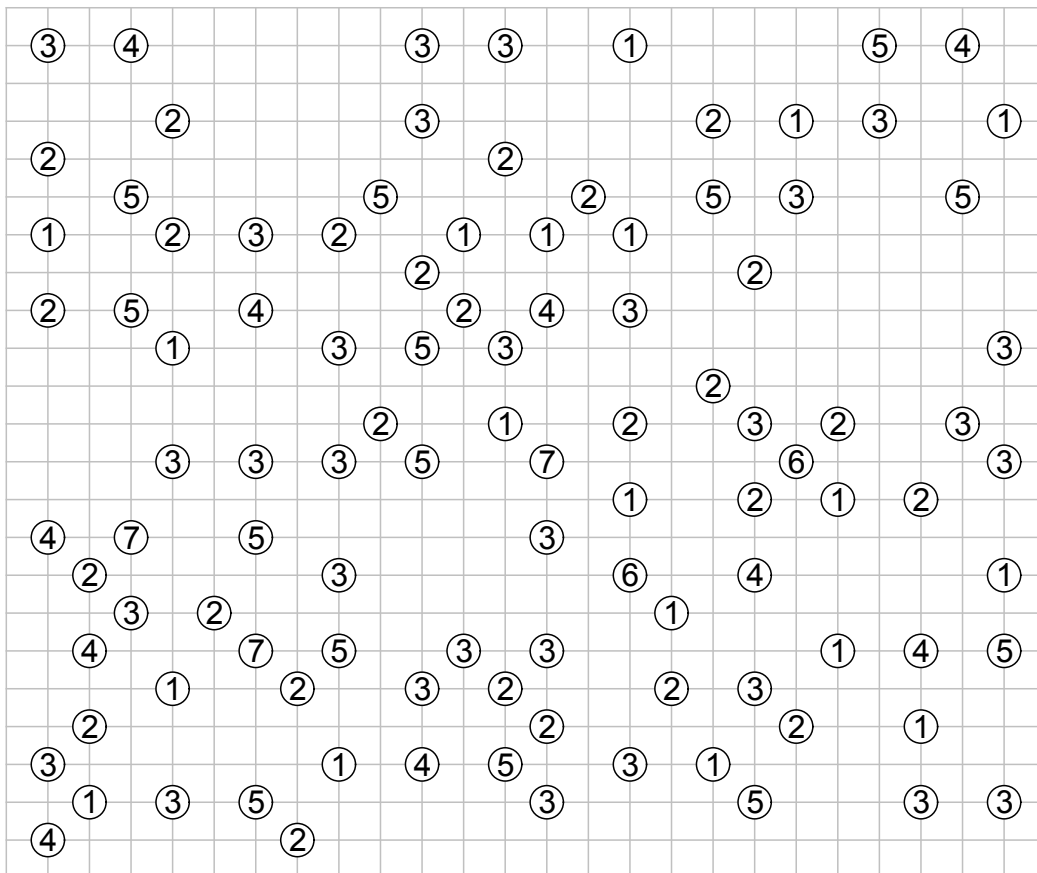 3 4 3 3 1 5 4
2 3 2 1 3 1
2 2
5 5 2 5 3 5
1 2 3 2 1 1 1
2 2
2 5 4 2 4 3
1 3 5 3 3
2
2 1 2 3 2 3
3 3 3 5 7 6 3
1 2 1 2
4 7 5 3
2 3 6 4 1
3 2 1
4 7 5 3 3 1 4 5
1 2 3 2 2 3
2 2 2 1
3 1 4 5 3 1
1 3 5 3 5 3 3
4 2